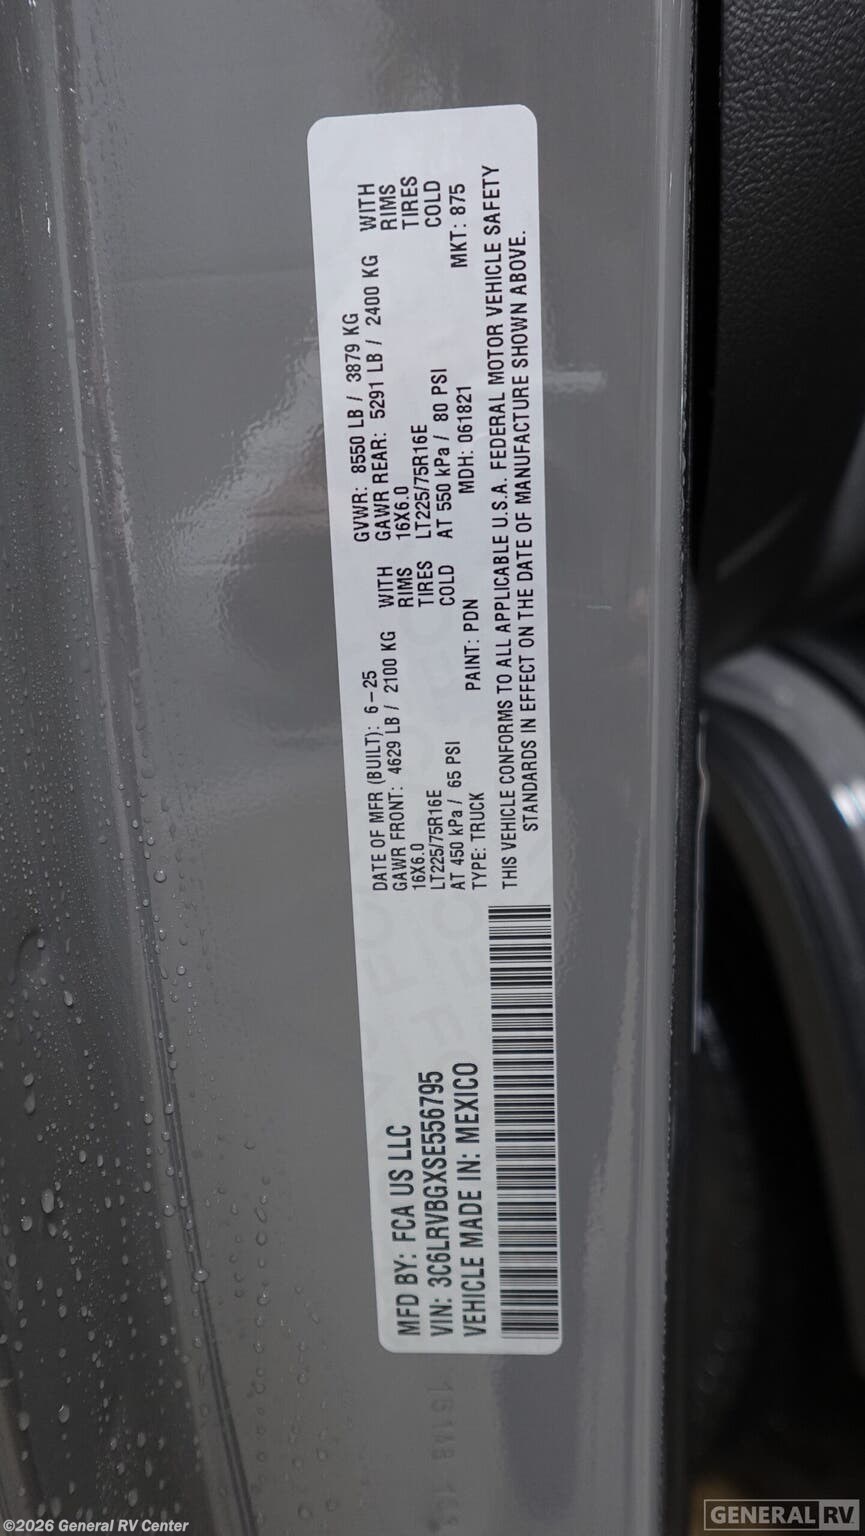 MFD BY: FCA US LLC
VIN: 3C6LRVBGXSE556795
VEHICLE MADE IN: MEXICO
DATE OF MFR (BUILT): 6-25
GAWR FRONT: 4629 LB / 2100 KG WITH
16X6.0 RIMS
LT225/75R16E TIRES
AT 450 kPa / 65 PSI COLD
GVWR: 8550 LB / 3879 KG
GAWR REAR: 5291 LB / 2400 KG WITH
16X6.0 RIMS
LT225/75R16E TIRES
AT 550 kPa / 80 PSI COLD
TYPE: TRUCK PAINT: PDN MDH: 061821 MKT: 875
THIS VEHICLE CONFORMS TO ALL APPLICABLE U.S.A. FEDERAL MOTOR VEHICLE SAFETY
STANDARDS IN EFFECT ON THE DATE OF MANUFACTURE SHOWN ABOVE.
©2026 General RV Center
GENERAL RV